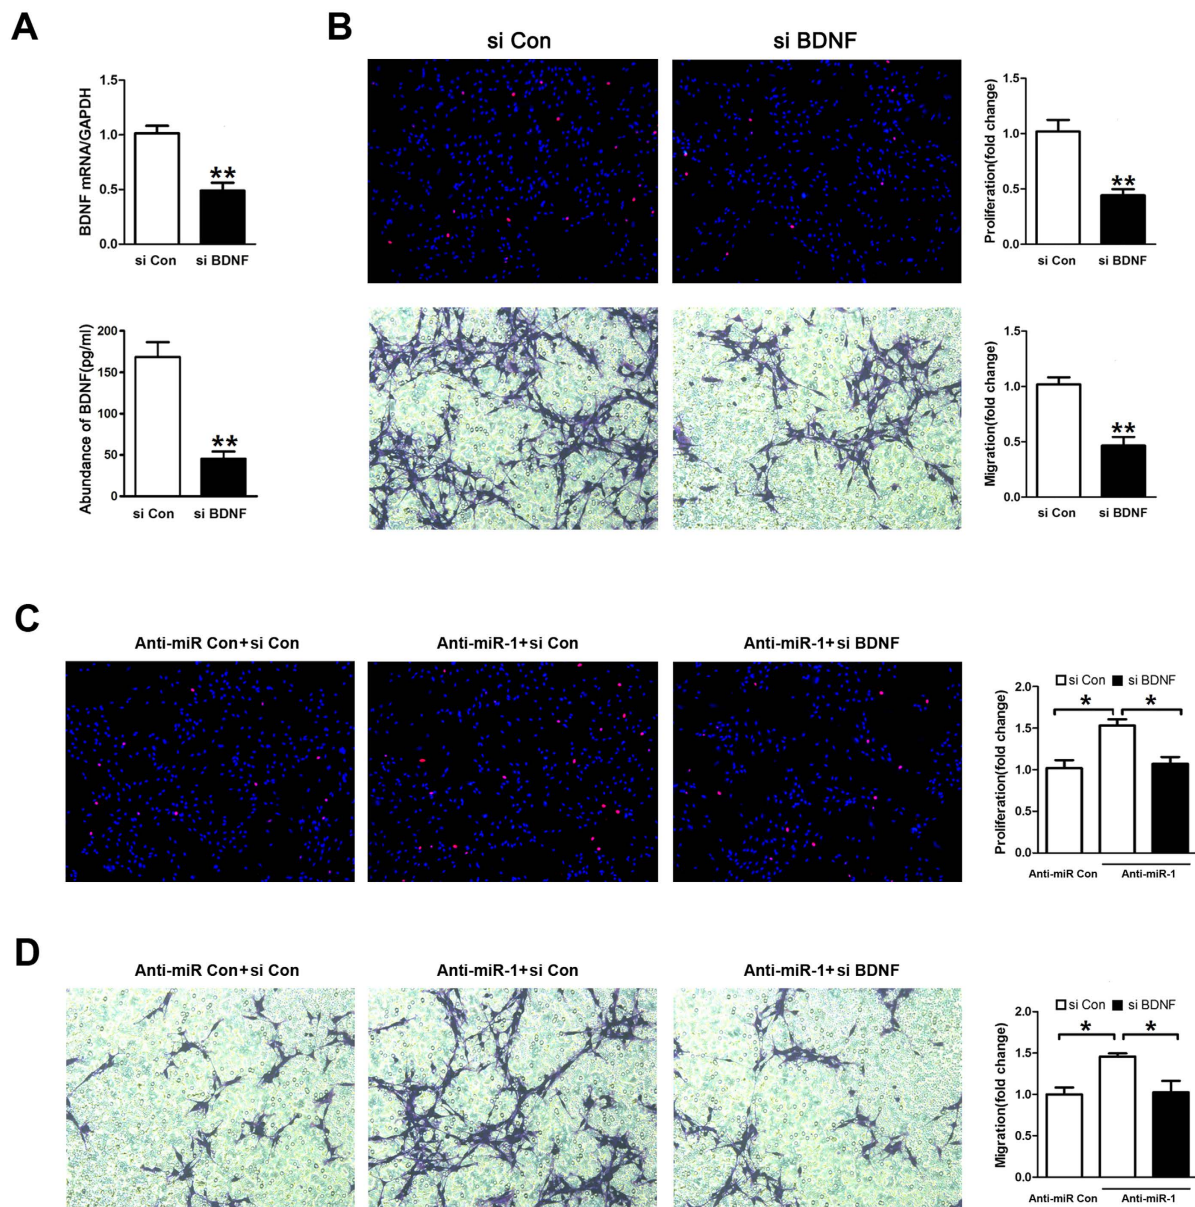 A
B
si Con
si BDNF
BDNF mRNA/GAPDH
1.5
1.0
0.5
0.0
**
si Con
si BDNF
Proliferation(fold change)
1.5
1.0
0.5
0.0
**
si Con
si BDNF
Abundance of BDNF(pg/ml)
200
150
100
50
0
**
si Con
si BDNF
Migration(fold change)
1.5
1.0
0.5
0.0
**
si Con
si BDNF
C
Anti-miR Con+si Con
Anti-miR-1+si Con
Anti-miR-1+si BDNF
si Con
si BDNF
Proliferation(fold change)
2.0
1.5
1.0
0.5
0.0
*
*
Anti-miR Con
Anti-miR-1
D
Anti-miR Con+si Con
Anti-miR-1+si Con
Anti-miR-1+si BDNF
si Con
si BDNF
Migration(fold change)
2.0
1.5
1.0
0.5
0.0
*
*
Anti-miR Con
Anti-miR-1